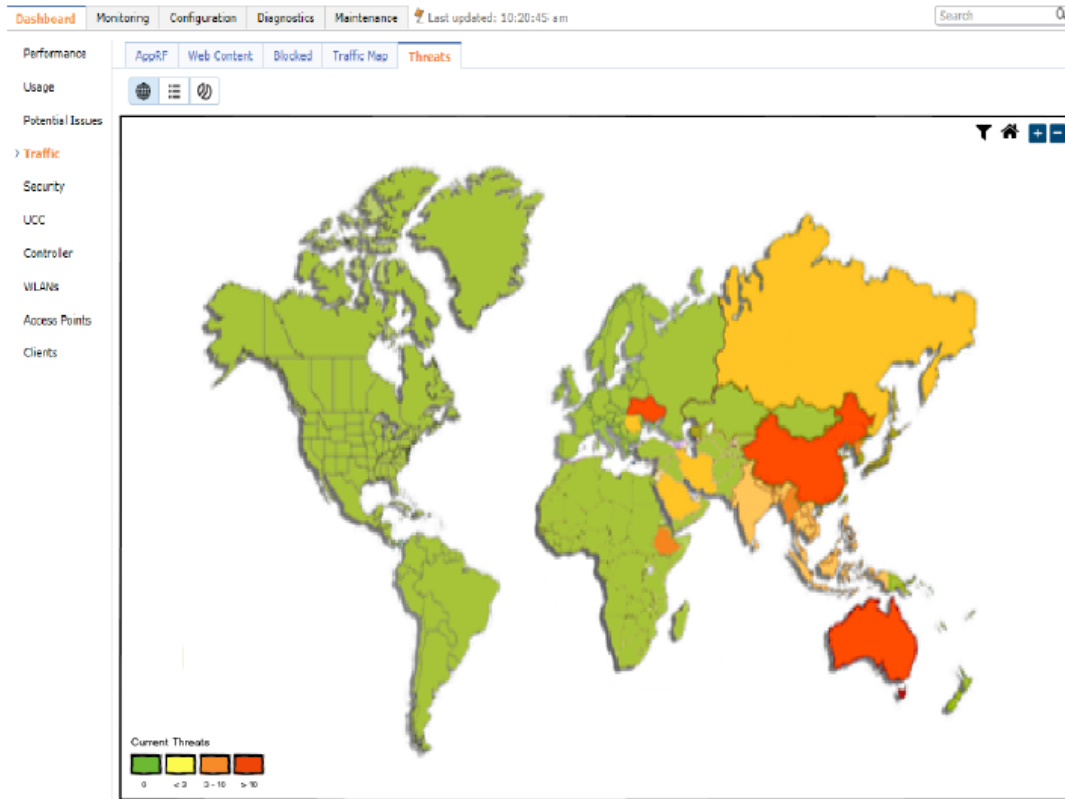 Dashboard Monitoring Configuration Diagnostics Maintenance Last updated: 10:20:45 am Search
Performance
AppRF Web Content Blocked Traffic Map Threats
Usage
Potential Issues
Traffic
Security
UCC
Controller
WLANs
Access Points
Clients
Current Threats
0 < 3 3 - 10 > 10